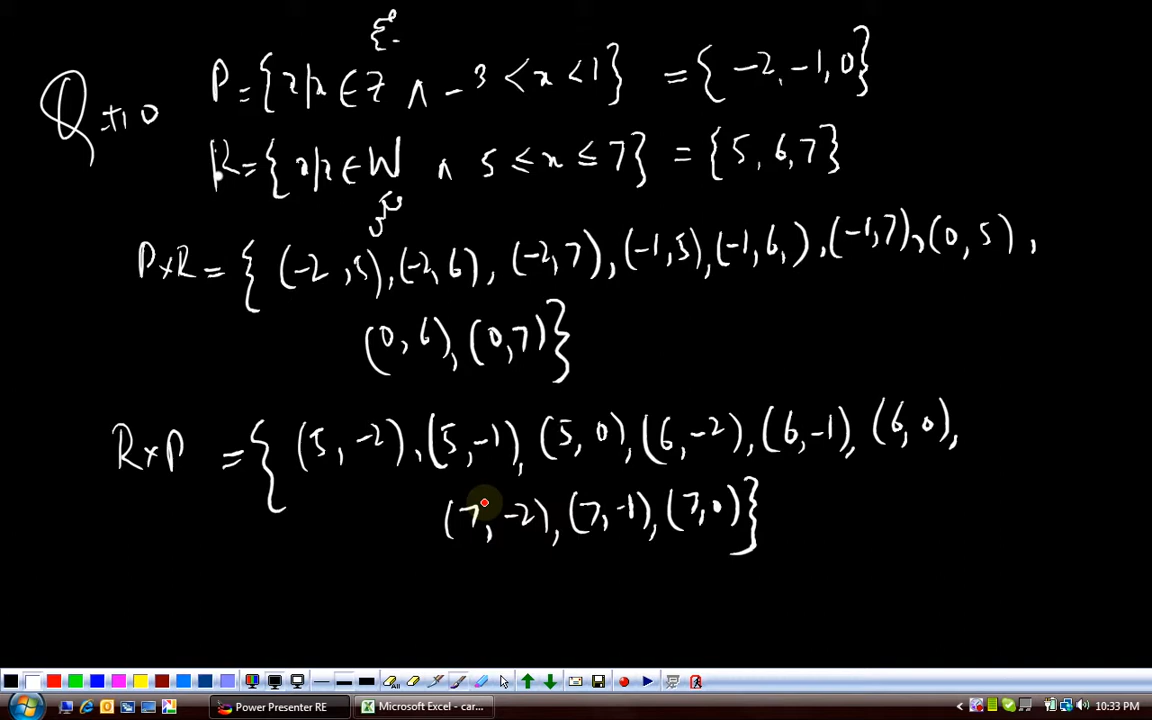 Q
P={x/x ∈ Z ∧ -3 < x < 1} = {-2, -1, 0}
R={x/x ∈ W ∧ 5 ≤ x ≤ 7} = {5, 6, 7}
P×R = { (-2, 5), (-2, 6), (-2, 7), (-1, 5), (-1, 6, ), (-1, 7), (0, 5),
(0, 6), (0, 7)}
R×P = { (5, -2), (5, -1), (5, 0), (6, -2), (6, -1), (6, 0),
(7, -2), (7, -1), (7, 0)}
Power Presenter RE
Microsoft Excel - car...
10:33 PM